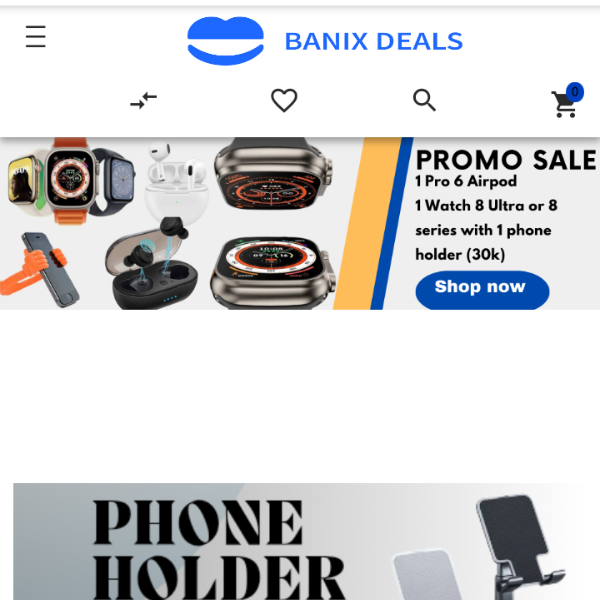 BANIX DEALS
0
PROMO SALE
1 Pro 6 Airpod
1 Watch 8 Ultra or 8
series with 1 phone
holder (30k)
Shop now
PHONE
HOLDER